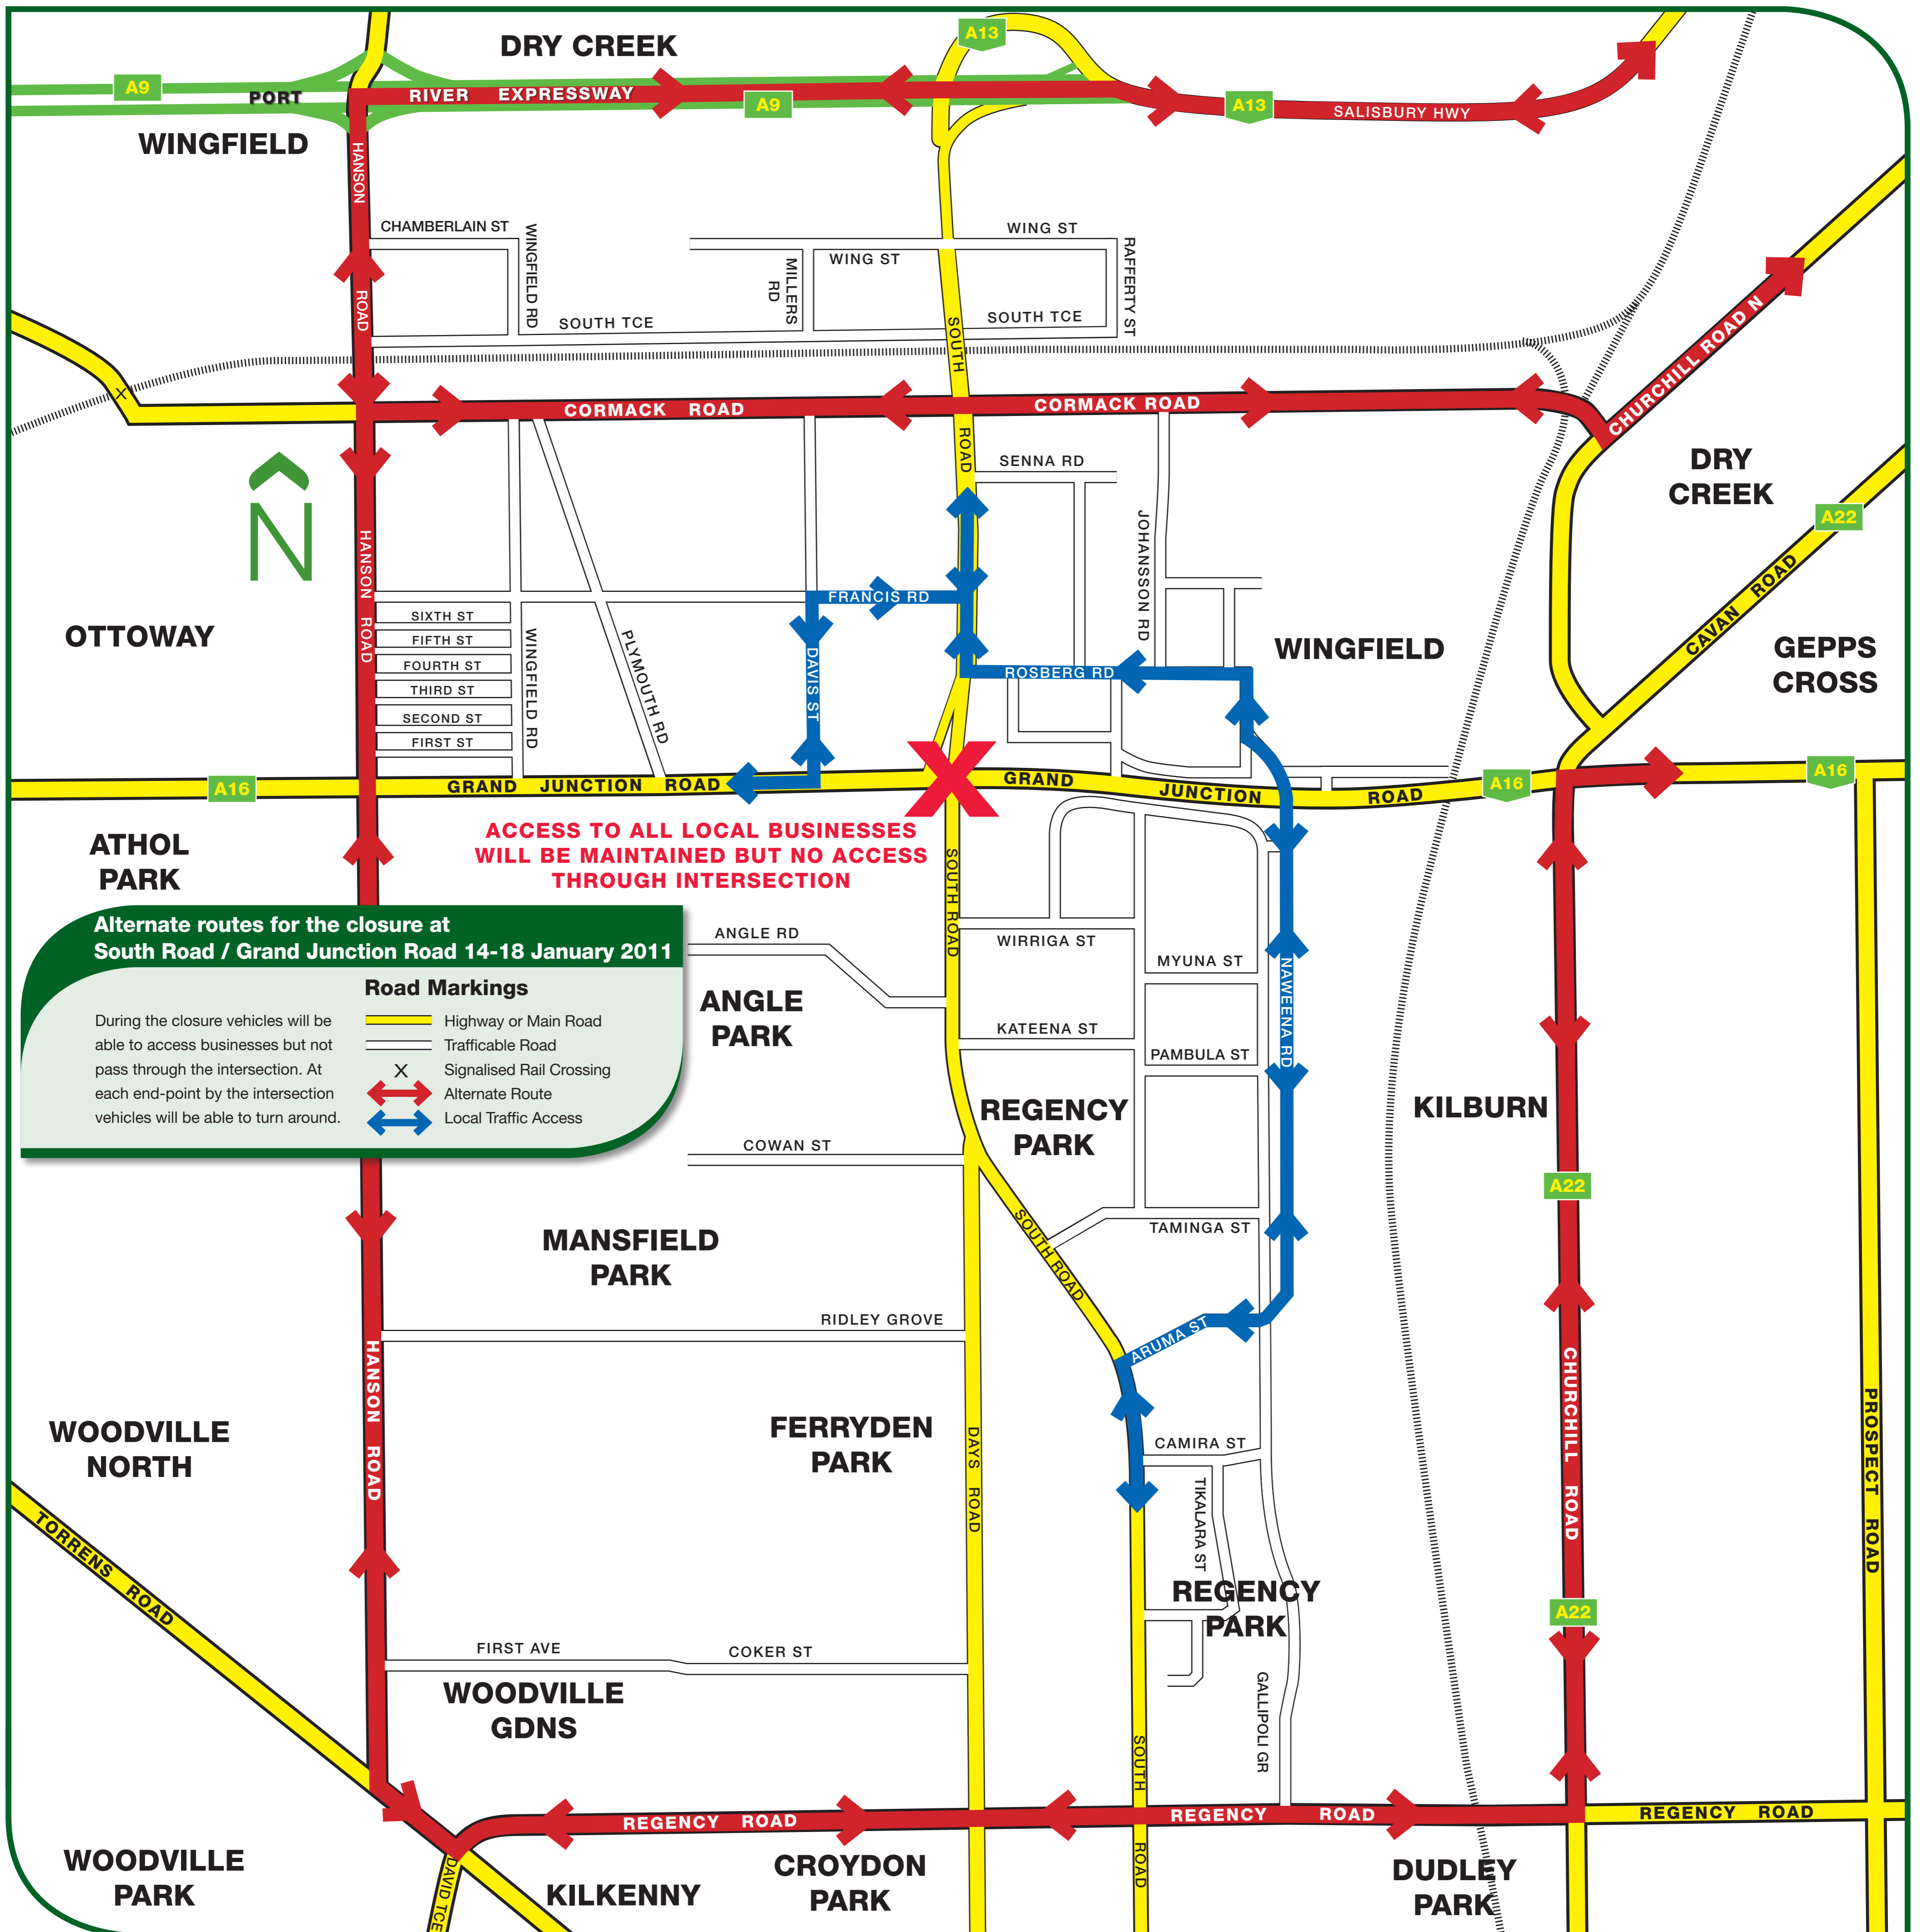 DRY CREEK
A13
A9
PORT RIVER EXPRESSWAY
A9
A13
SALISBURY HWY
WINGFIELD
HANSON ROAD
CHAMBERLAIN ST
WINGFIELD RD
WING ST
WING ST
MILLERS
RD
RAFFERTY ST
SOUTH TCE
SOUTH TCE
SOUTH ROAD
X
CORMACK ROAD
CORMACK ROAD
CHURCHILL ROAD N
DRY
CREEK
A22
CAVAN ROAD
N
SENNA RD
JOHANSSON RD
HANSON ROAD
OTTOWAY
SIXTH ST
FIFTH ST
FOURTH ST
THIRD ST
SECOND ST
FIRST ST
WINGFIELD RD
PLYMOUTH RD
FRANCIS RD
DAVIS ST
ROSBERG RD
WINGFIELD
GEPPS
CROSS
A16
GRAND JUNCTION ROAD
X
GRAND JUNCTION ROAD
A16
A16
ACCESS TO ALL LOCAL BUSINESSES
WILL BE MAINTAINED BUT NO ACCESS
THROUGH INTERSECTION
ATHOL
PARK
SOUTH ROAD
Alternate routes for the closure at
South Road / Grand Junction Road 14-18 January 2011
During the closure vehicles will be
able to access businesses but not
pass through the intersection. At
each end-point by the intersection
vehicles will be able to turn around.
Road Markings
Highway or Main Road
Trafficable Road
X Signalised Rail Crossing
Alternate Route
Local Traffic Access
ANGLE RD
ANGLE
PARK
WIRRIGA ST
MYUNA ST
NAWEENA RD
KATEENA ST
PAMBULA ST
REGENCY
PARK
KILBURN
COWAN ST
A22
TAMINGA ST
SOUTH ROAD
MANSFIELD
PARK
RIDLEY GROVE
ARUMA ST
HANSON ROAD
CHURCHILL ROAD
PROSPECT ROAD
WOODVILLE
NORTH
FERRYDEN
PARK
DAYS ROAD
CAMIRA ST
TIKALARA ST
TORRENS ROAD
REGENCY
PARK
A22
FIRST AVE
COKER ST
WOODVILLE
GDNS
GALLIPOLI GR
SOUTH ROAD
REGENCY ROAD
REGENCY ROAD
REGENCY ROAD
WOODVILLE
PARK
DAVID TCE
KILKENNY
CROYDON
PARK
DUDLEY
PARK